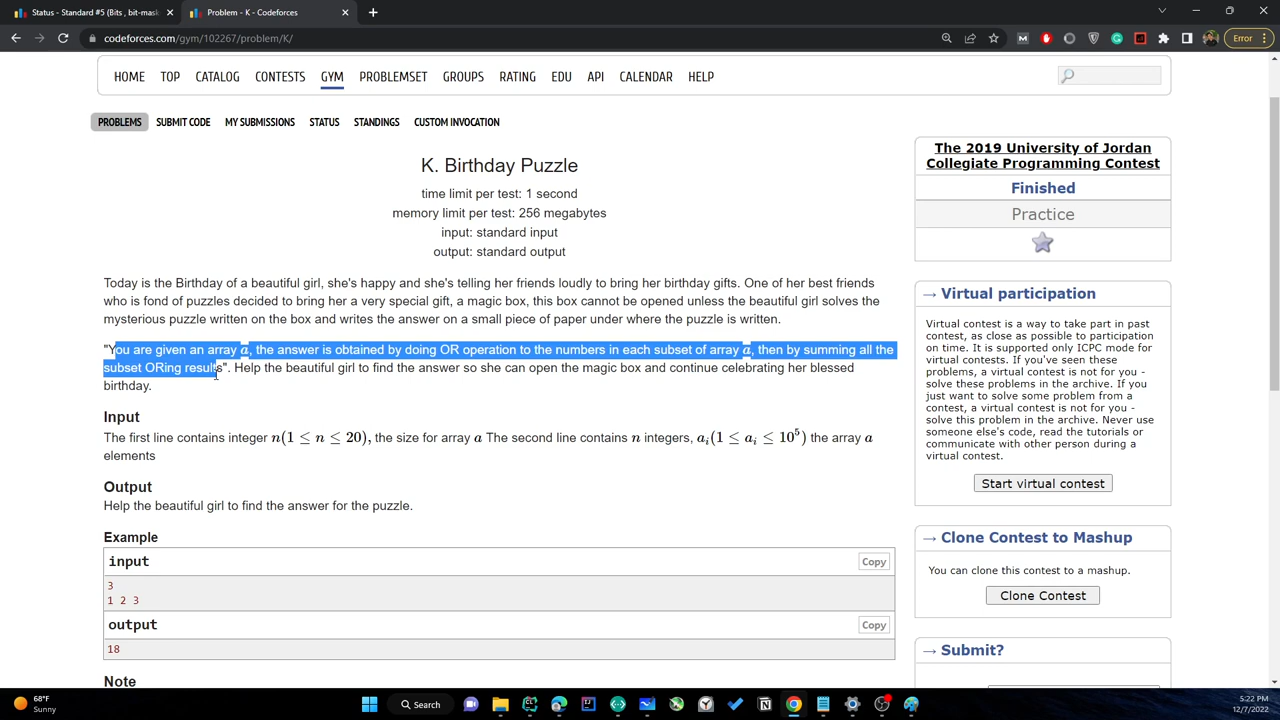 Status - Standard #5 (Bits , bit-mask
Problem - K - Codeforces
codeforces.com/gym/102267/problem/K/
Error
HOME TOP CATALOG CONTESTS GYM PROBLEMSET GROUPS RATING EDU API CALENDAR HELP
PROBLEMS SUBMIT CODE MY SUBMISSIONS STATUS STANDINGS CUSTOM INVOCATION
K. Birthday Puzzle
time limit per test: 1 second
memory limit per test: 256 megabytes
input: standard input
output: standard output
Today is the Birthday of a beautiful girl, she's happy and she's telling her friends loudly to bring her birthday gifts. One of her best friends
who is fond of puzzles decided to bring her a very special gift, a magic box, this box cannot be opened unless the beautiful girl solves the
mysterious puzzle written on the box and writes the answer on a small piece of paper under where the puzzle is written.
"You are given an array a, the answer is obtained by doing OR operation to the numbers in each subset of array a, then by summing all the
subset ORing results". Help the beautiful girl to find the answer so she can open the magic box and continue celebrating her blessed
birthday.
Input
The first line contains integer n(1 ≤ n ≤ 20), the size for array a The second line contains n integers, aᵢ(1 ≤ aᵢ ≤ 10⁵) the array a
elements
Output
Help the beautiful girl to find the answer for the puzzle.
Example
input
Copy
3
1 2 3
output
Copy
18
Note
The 2019 University of Jordan
Collegiate Programming Contest
Finished
Practice
→ Virtual participation
Virtual contest is a way to take part in past
contest, as close as possible to participation
on time. It is supported only ICPC mode for
virtual contests. If you've seen these
problems, a virtual contest is not for you -
solve these problems in the archive. If you
just want to solve some problem from a
contest, a virtual contest is not for you -
solve this problem in the archive. Never use
someone else's code, read the tutorials or
communicate with other person during a
virtual contest.
Start virtual contest
→ Clone Contest to Mashup
You can clone this contest to a mashup.
Clone Contest
→ Submit?
68°F
Sunny
Search
5:22 PM
12/7/2022